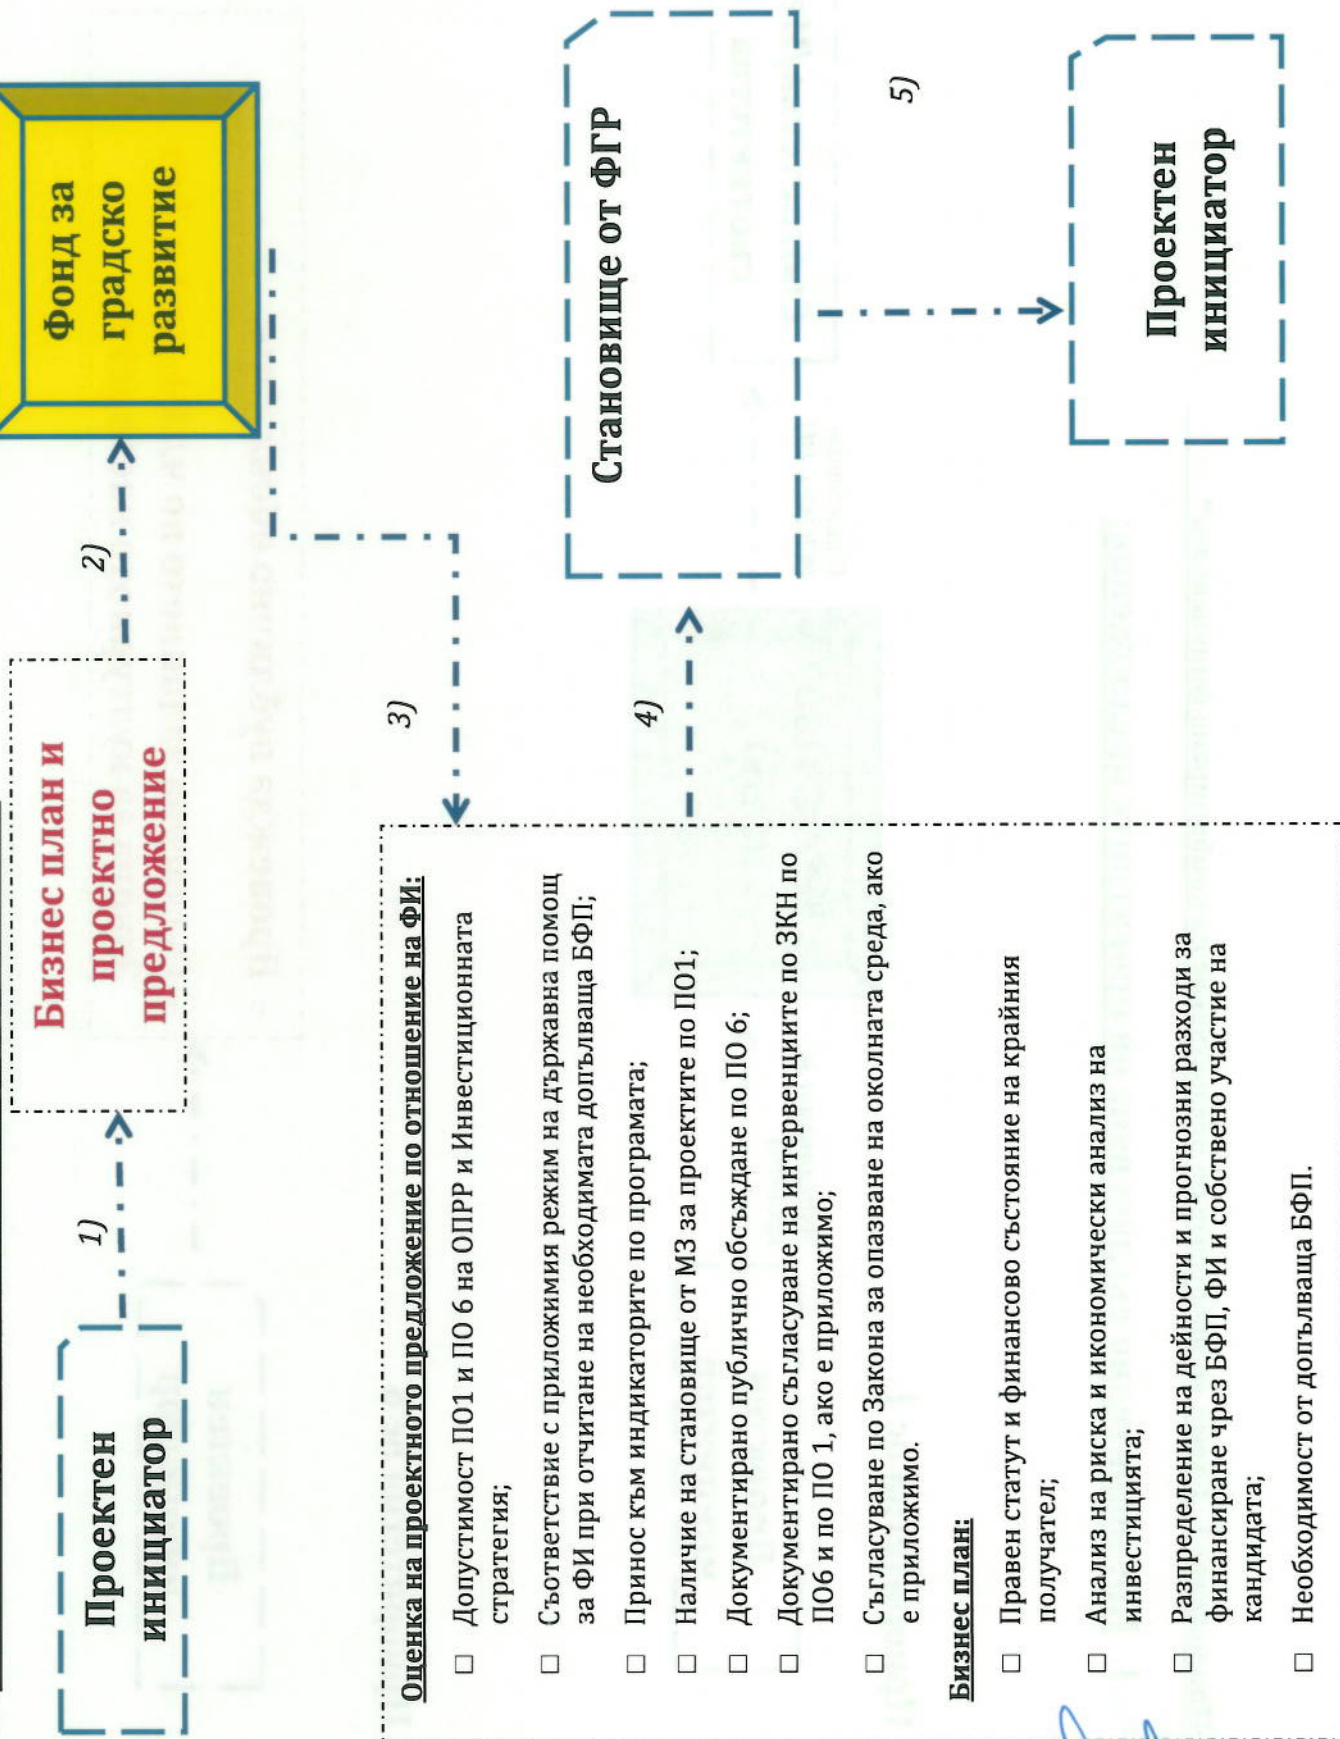 Проектен
инициатор
1)
Бизнес план и
проектно
предложение
2)
Фонд за
градско
развитие
3)
Оценка на проектното предложение по отношение на ФИ:
☐ Допустимост ПО1 и ПО 6 на ОПРР и Инвестиционната
стратегия;
☐ Съответствие с приложимия режим на държавна помощ
за ФИ при отчитане на необходимата допълваща БФП;
☐ Принос към индикаторите по програмата;
☐ Наличие на становище от МЗ за проектите по ПО1;
☐ Документирано публично обсъждане по ПО 6;
☐ Документирано съгласуване на интервенциите по ЗКН по
ПО6 и по ПО 1, ако е приложимо;
☐ Съгласуване по Закона за опазване на околната среда, ако
е приложимо.
Бизнес план:
☐ Правен статут и финансово състояние на крайния
получател;
☐ Анализ на риска и икономически анализ на
инвестицията;
☐ Разпределение на дейности и прогнозни разходи за
финансиране чрез БФП, ФИ и собствено участие на
кандидата;
☐ Необходимост от допълваща БФП.
4)
Становище от ФГР
5)
Проектен
инициатор